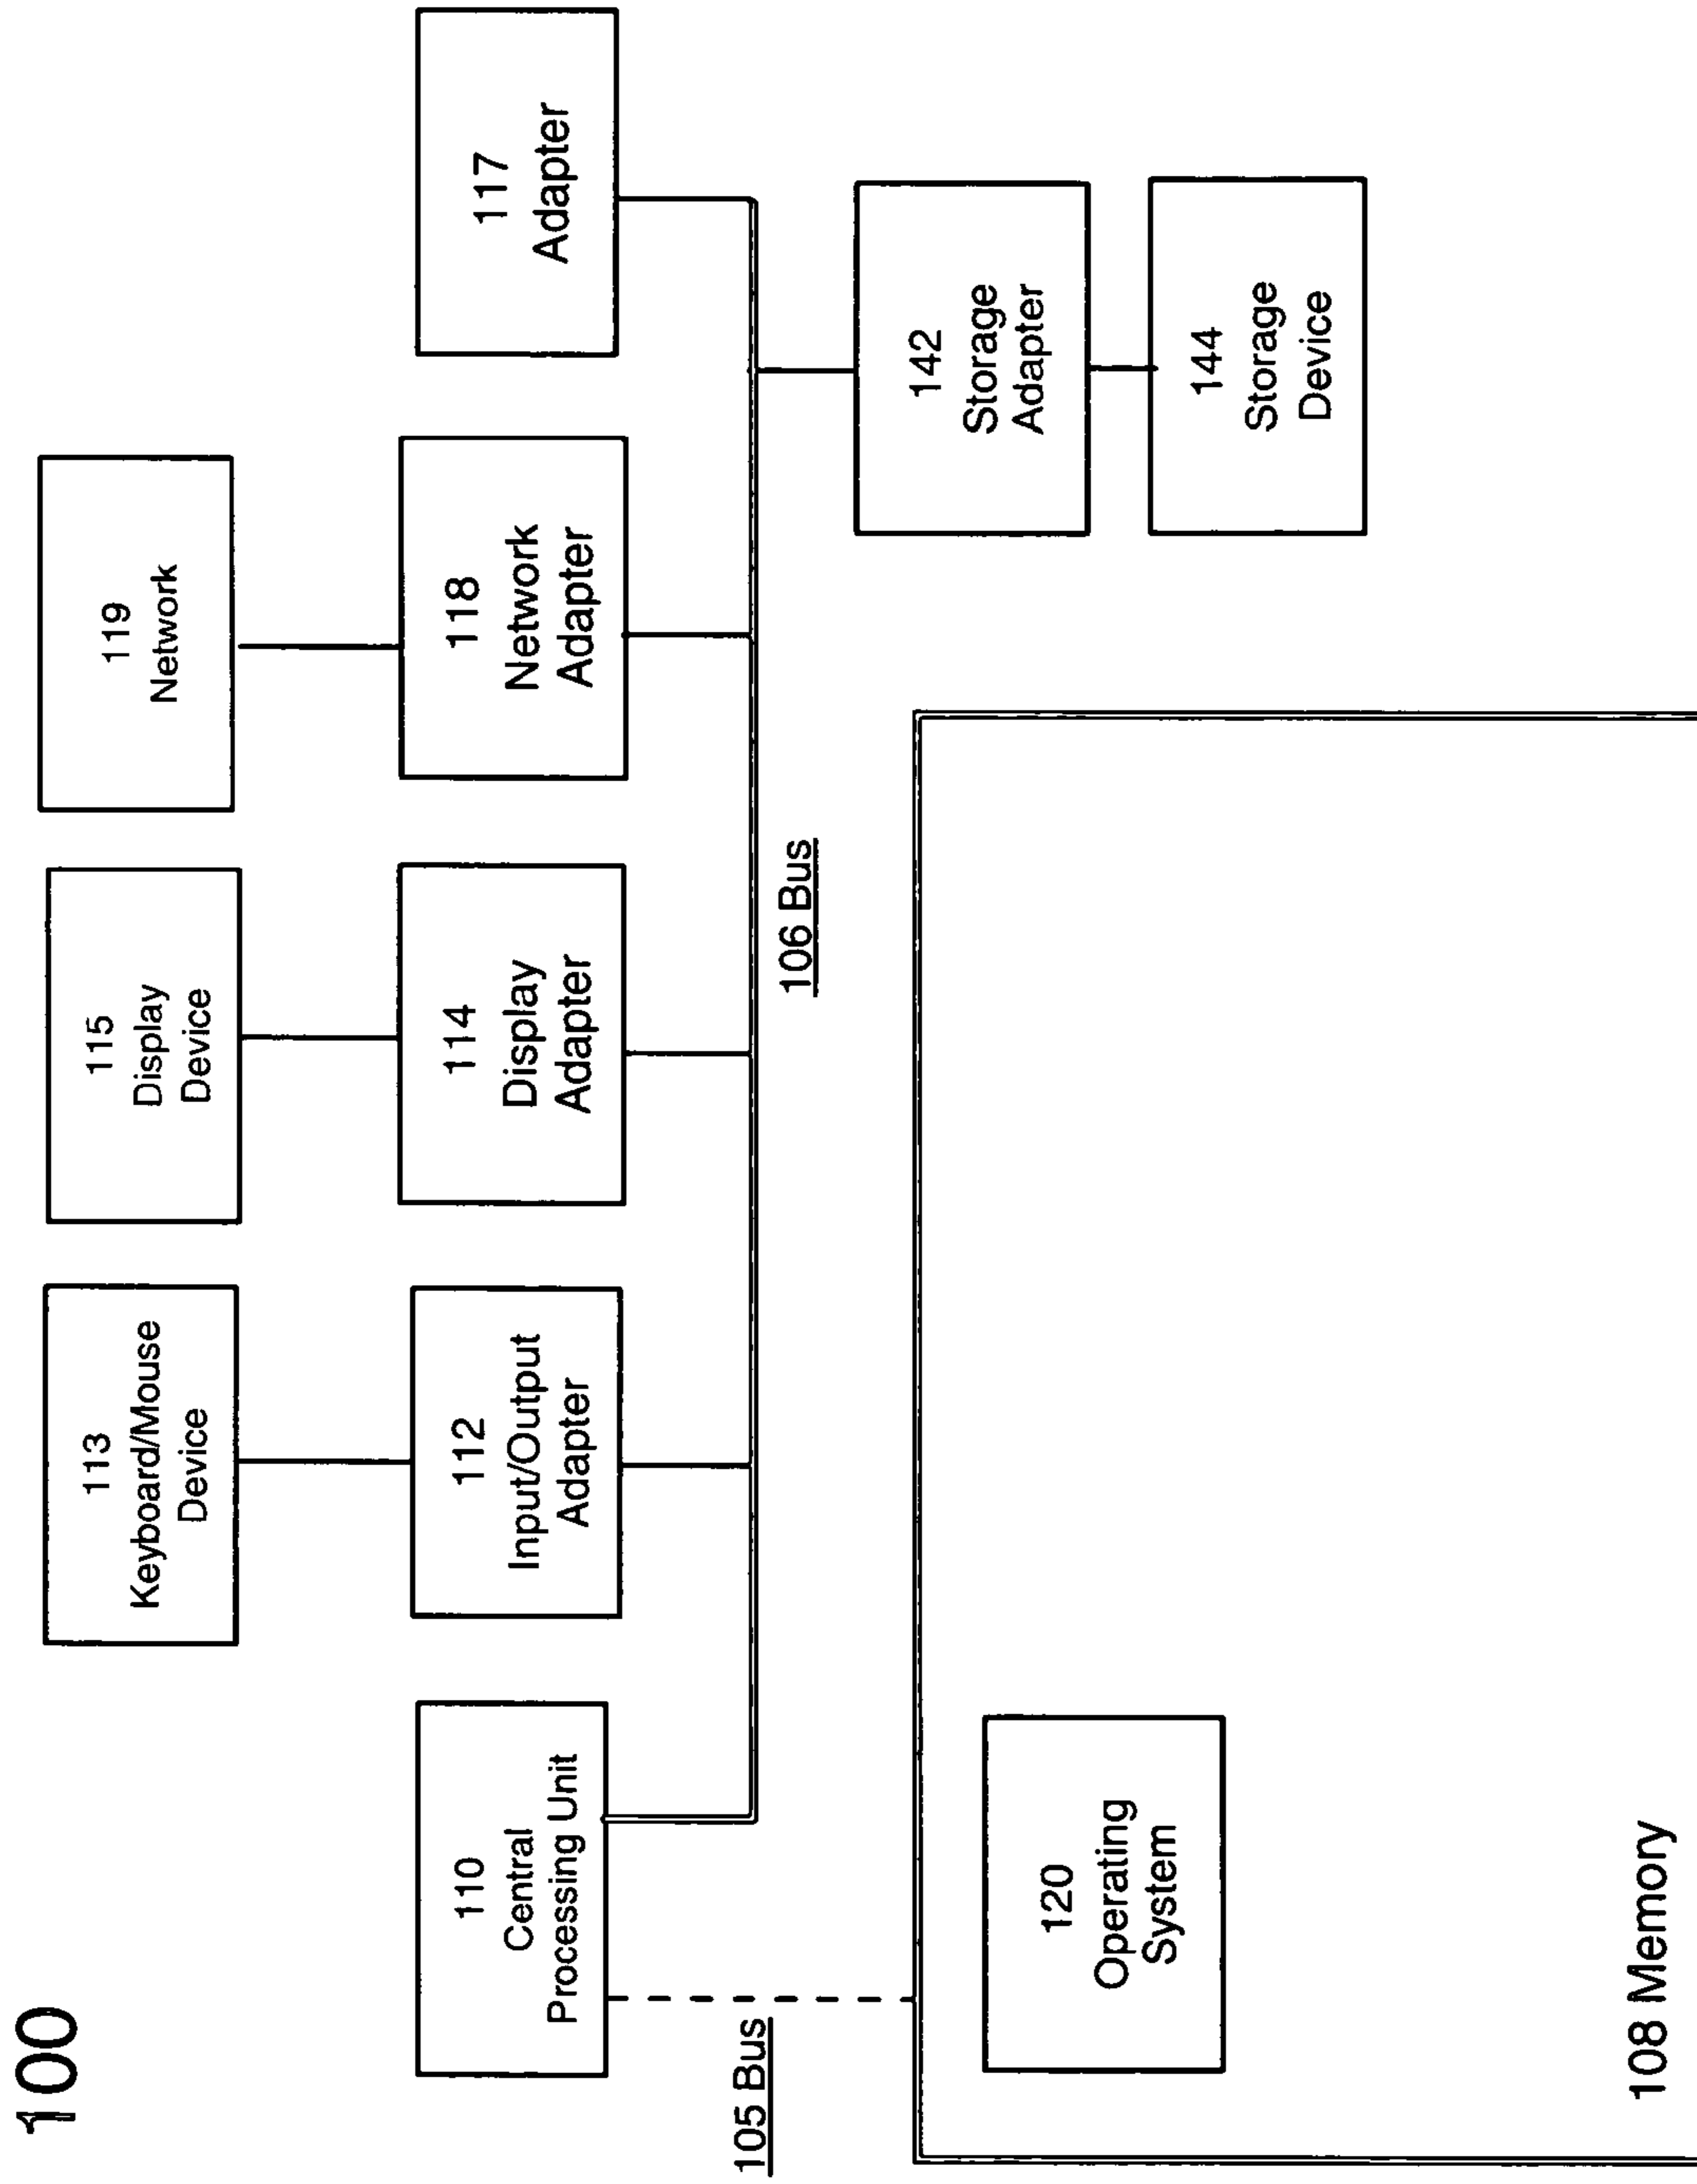 100
113
Keyboard/Mouse
Device
115
Display
Device
119
Network
110
Central
Processing Unit
112
Input/Output
Adapter
114
Display
Adapter
118
Network
Adapter
117
Adapter
105 Bus
106 Bus
142
Storage
Adapter
144
Storage
Device
120
Operating
System
108 Memory